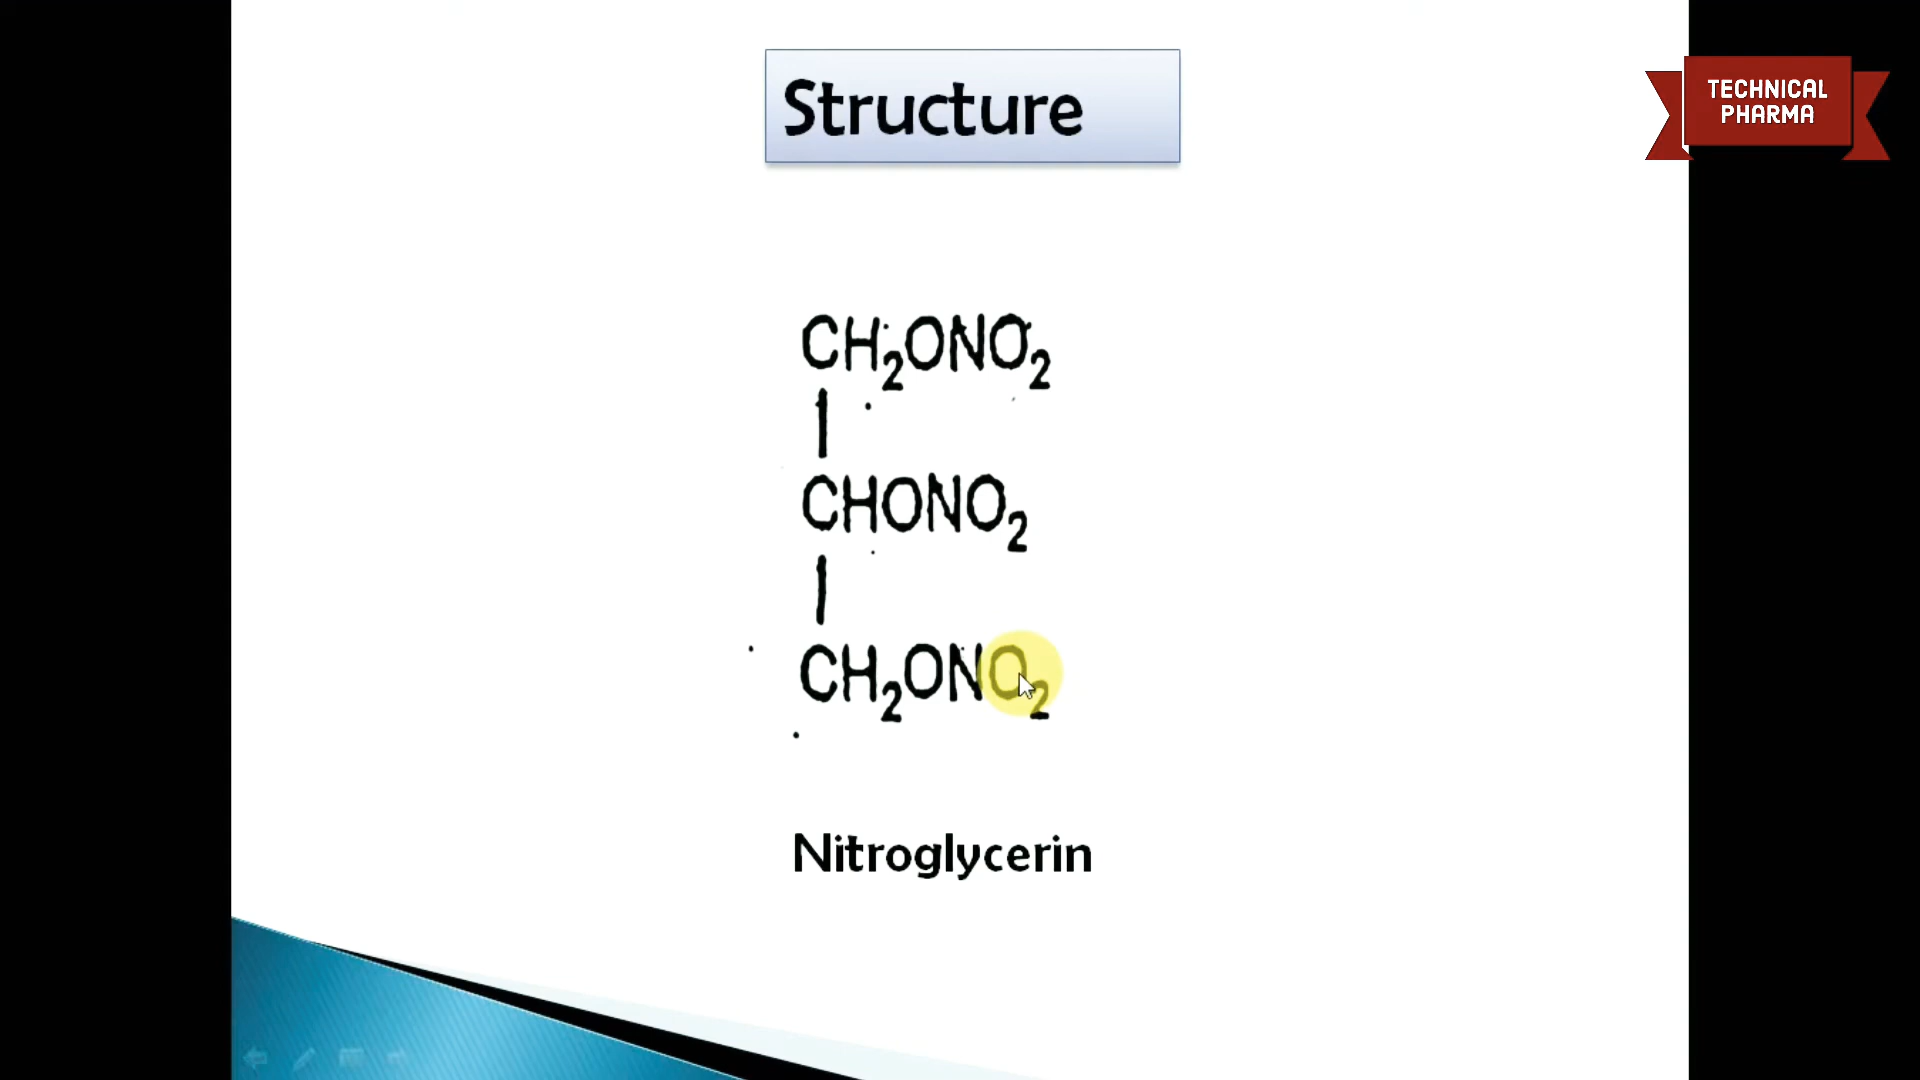 Structure
TECHNICAL
PHARMA
CH₂ONO₂
CHONO₂
CH₂ONO₂
Nitroglycerin